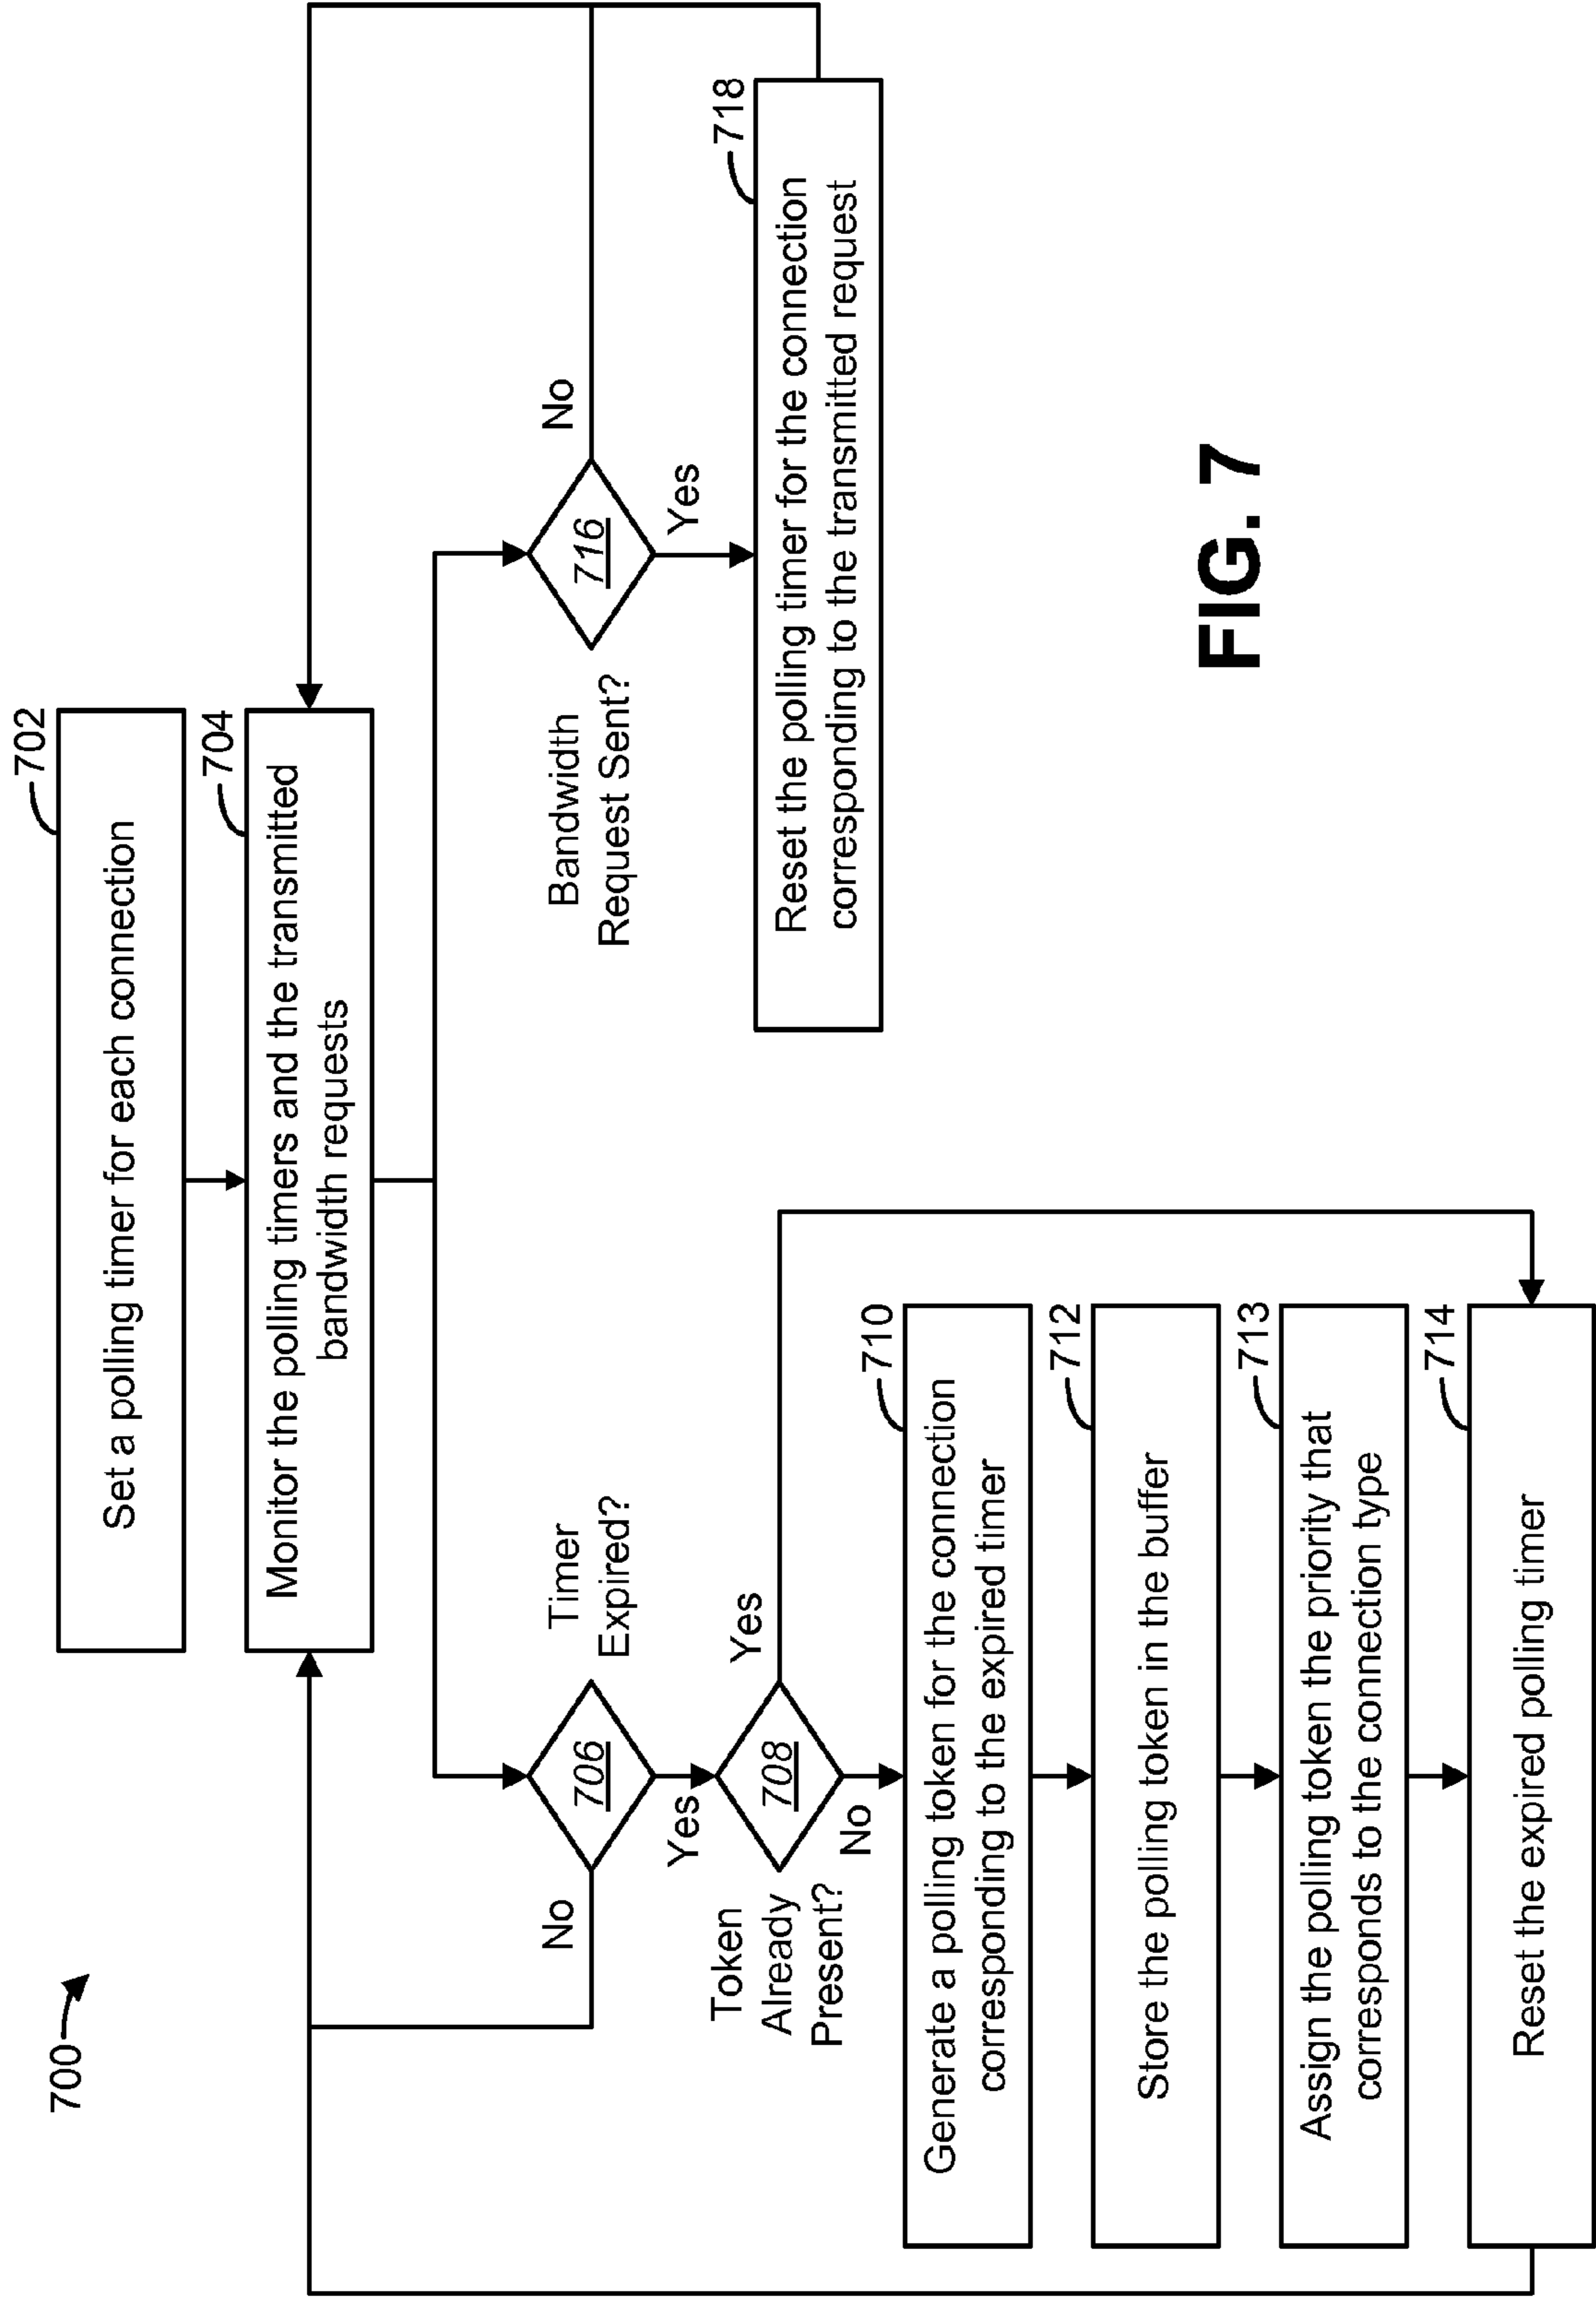 700
702
Set a polling timer for each connection
704
Monitor the polling timers and the transmitted
bandwidth requests
Timer
Expired?
706
No
Yes
Token
Already
Present?
708
Yes
No
710
Generate a polling token for the connection
corresponding to the expired timer
712
Store the polling token in the buffer
713
Assign the polling token the priority that
corresponds to the connection type
714
Reset the expired polling timer
Bandwidth
Request Sent?
716
No
Yes
718
Reset the polling timer for the connection
corresponding to the transmitted request
FIG. 7